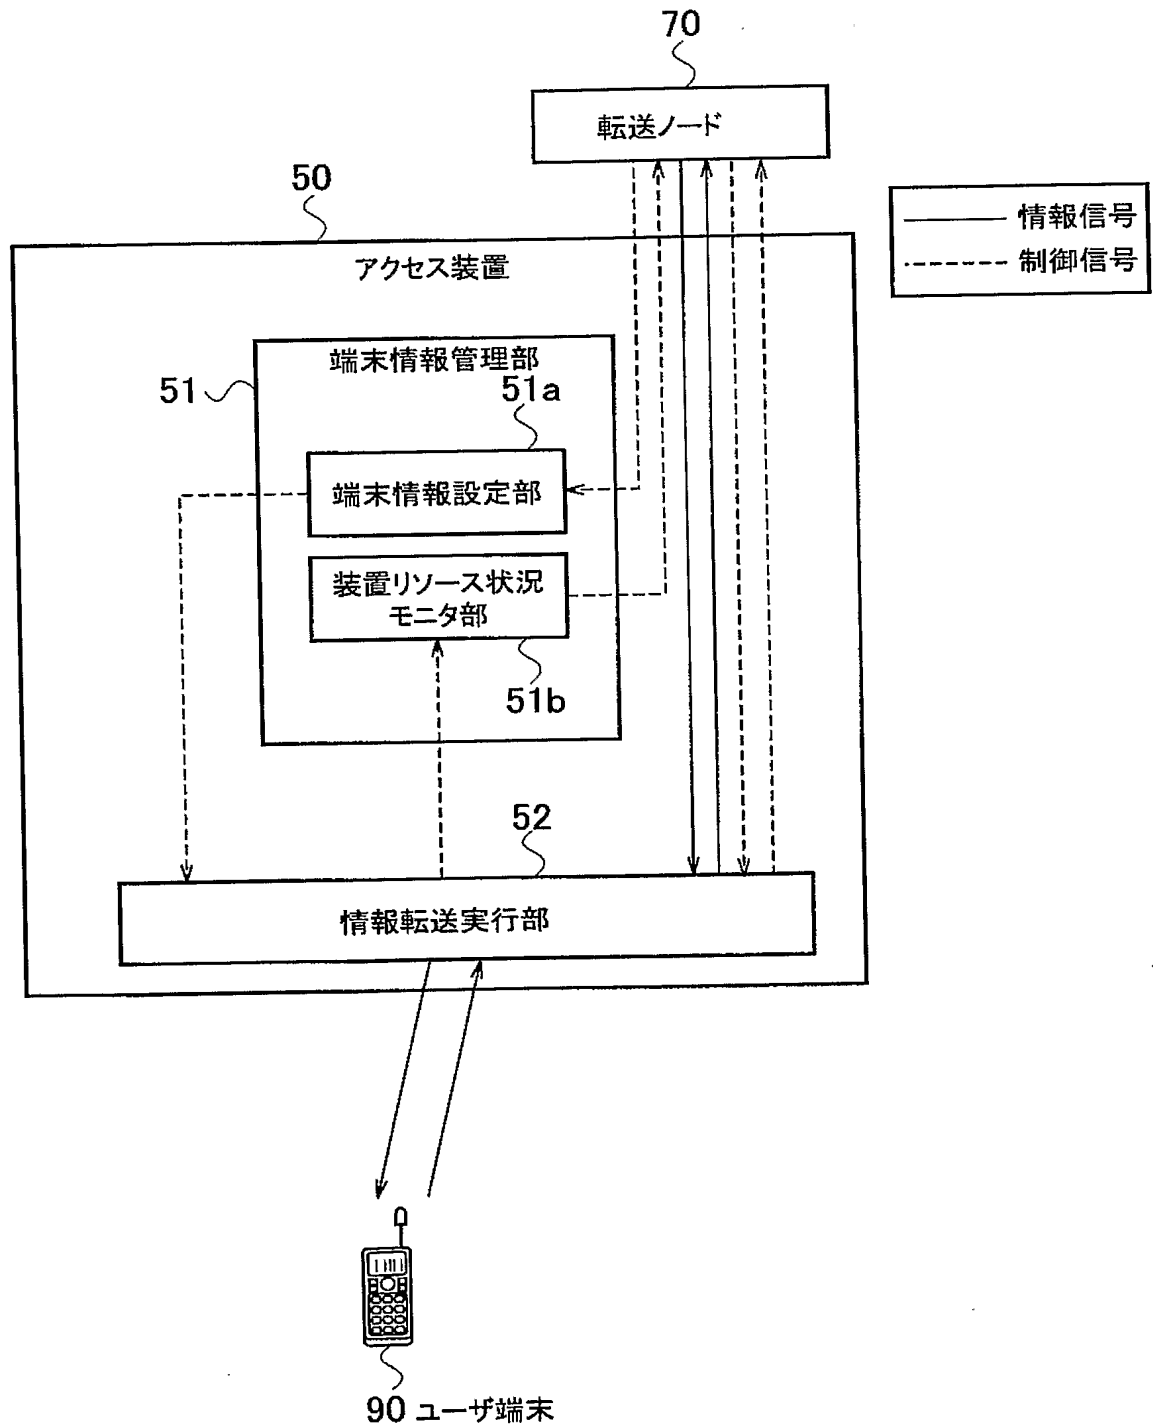 70
転送ノード
50
アクセス装置
情報信号
制御信号
端末情報管理部
51
51a
端末情報設定部
装置リソース状況
モニタ部
51b
52
情報転送実行部
90 ユーザ端末